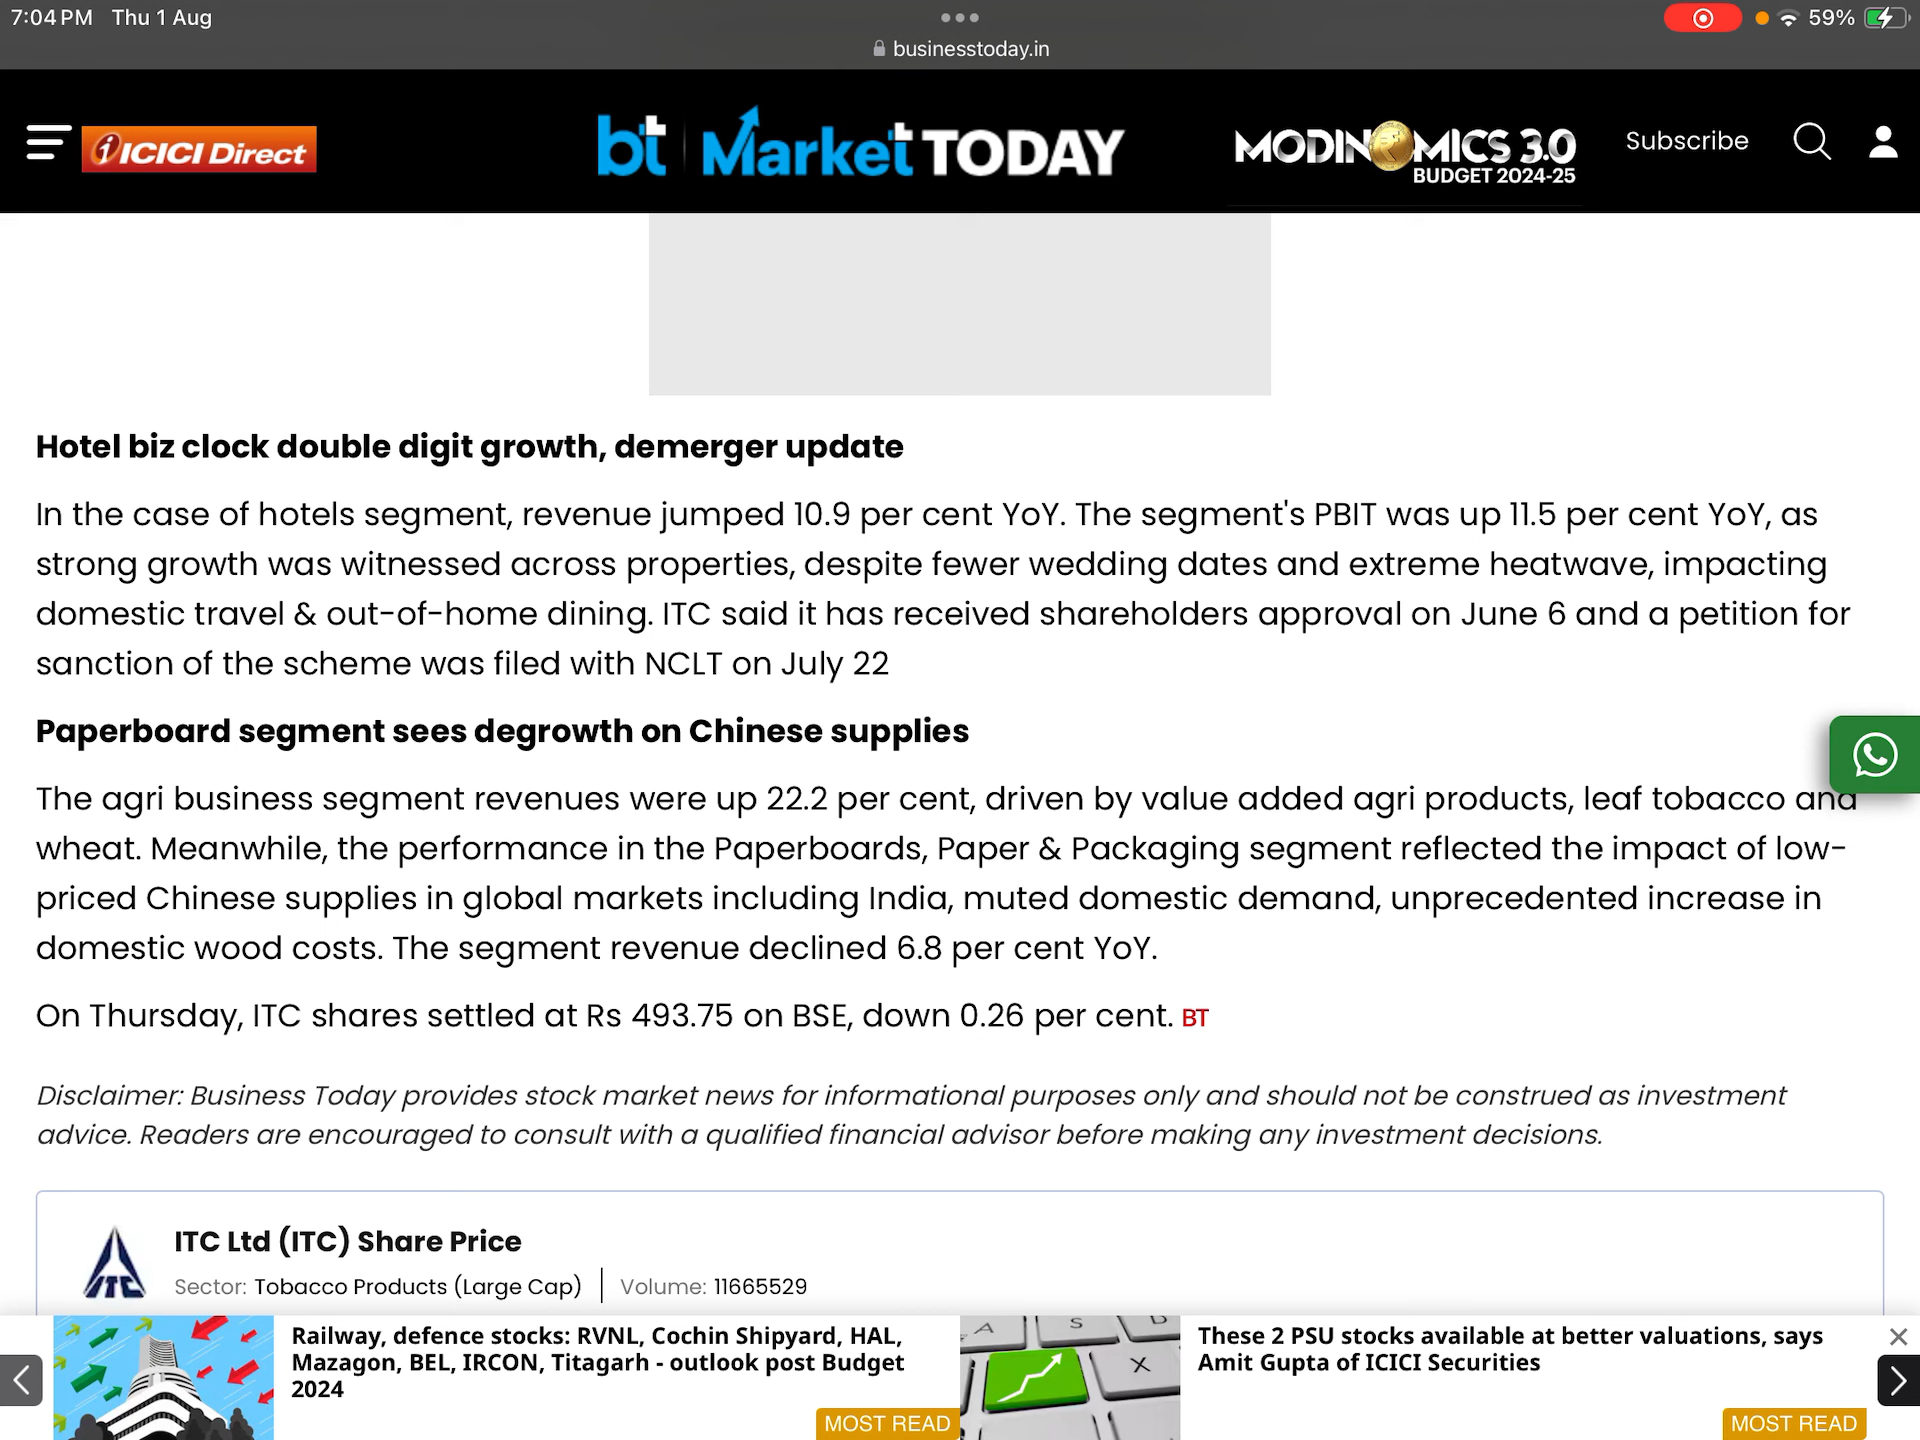 7:04 PM Thu 1 Aug
59%
businesstoday.in
ICICI Direct
bt Market TODAY
MODINOMICS 3.0
BUDGET 2024-25
Subscribe
Hotel biz clock double digit growth, demerger update
In the case of hotels segment, revenue jumped 10.9 per cent YoY. The segment's PBIT was up 11.5 per cent YoY, as
strong growth was witnessed across properties, despite fewer wedding dates and extreme heatwave, impacting
domestic travel & out-of-home dining. ITC said it has received shareholders approval on June 6 and a petition for
sanction of the scheme was filed with NCLT on July 22
Paperboard segment sees degrowth on Chinese supplies
The agri business segment revenues were up 22.2 per cent, driven by value added agri products, leaf tobacco and
wheat. Meanwhile, the performance in the Paperboards, Paper & Packaging segment reflected the impact of low-
priced Chinese supplies in global markets including India, muted domestic demand, unprecedented increase in
domestic wood costs. The segment revenue declined 6.8 per cent YoY.
On Thursday, ITC shares settled at Rs 493.75 on BSE, down 0.26 per cent. BT
Disclaimer: Business Today provides stock market news for informational purposes only and should not be construed as investment
advice. Readers are encouraged to consult with a qualified financial advisor before making any investment decisions.
ITC
ITC Ltd (ITC) Share Price
Sector: Tobacco Products (Large Cap) Volume: 11665529
Railway, defence stocks: RVNL, Cochin Shipyard, HAL,
Mazagon, BEL, IRCON, Titagarh - outlook post Budget
2024
MOST READ
A S D
X
These 2 PSU stocks available at better valuations, says
Amit Gupta of ICICI Securities
MOST READ